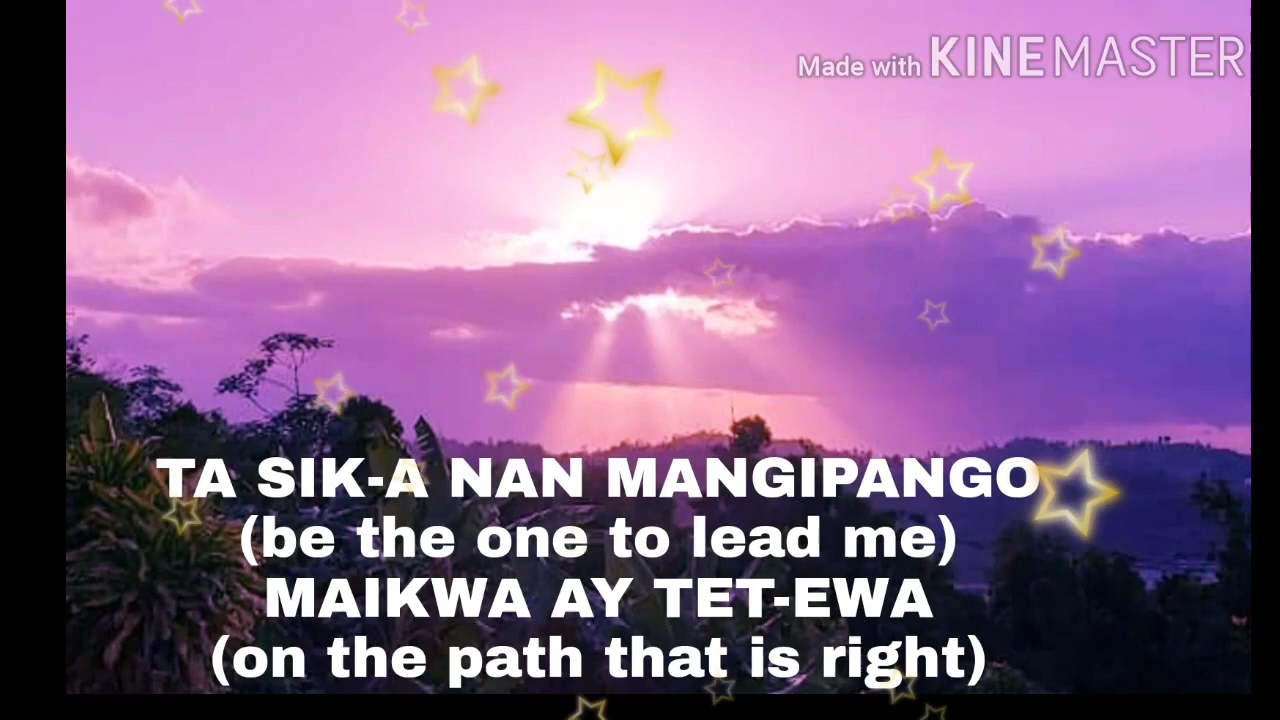 Made with KINEMASTER
TA SIK-A NAN MANGIPANGO
(be the one to lead me)
MAIKWA AY TET-EWA
(on the path that is right)